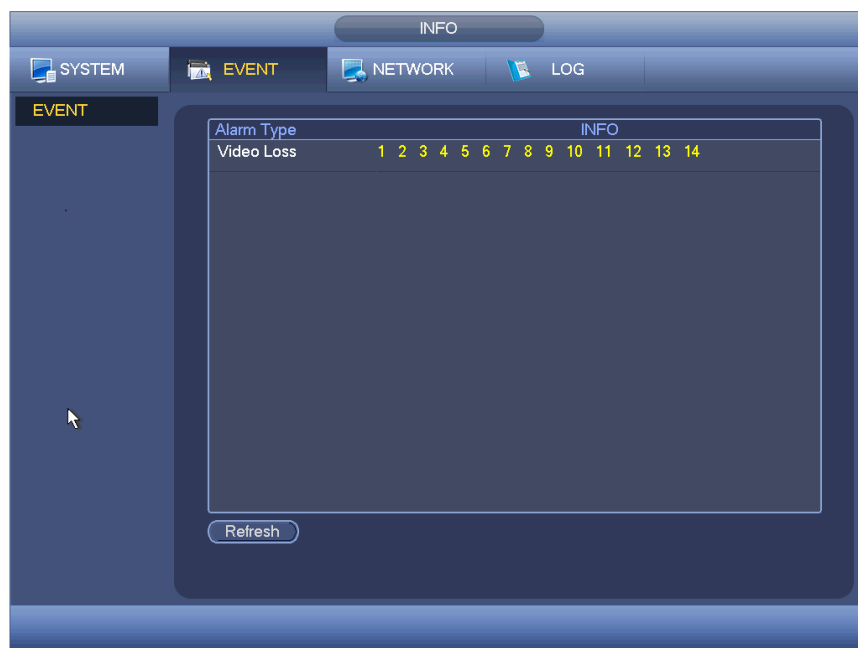 INFO
SYSTEM EVENT NETWORK LOG
EVENT
Alarm Type INFO
Video Loss 1 2 3 4 5 6 7 8 9 10 11 12 13 14
Refresh